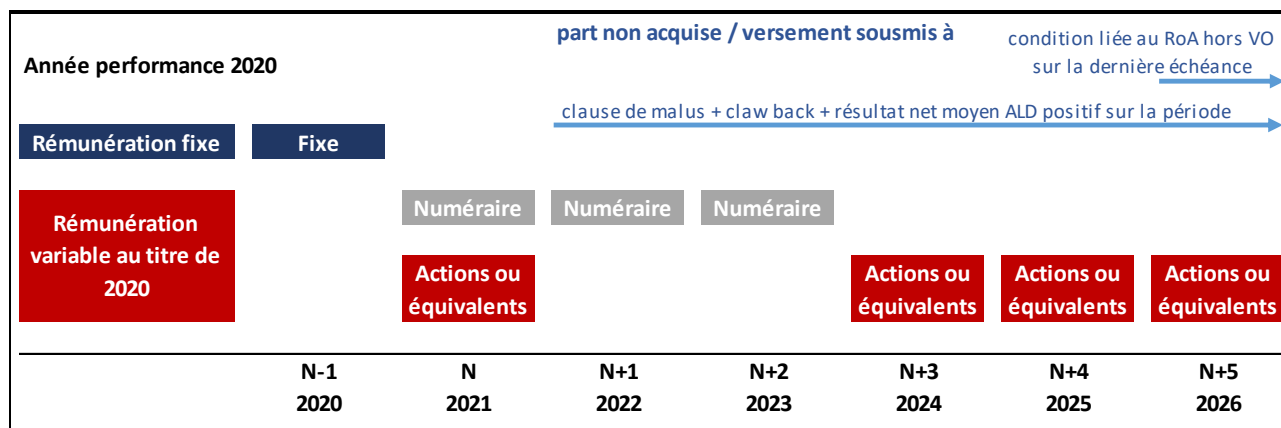 part non acquise / versement sousmis à
condition liée au RoA hors VO
sur la dernière échéance
Année performance 2020
clause de malus + claw back + résultat net moyen ALD positif sur la période
Rémunération fixe
Fixe
Rémunération
variable au titre de
2020
Numéraire
Numéraire
Numéraire
Actions ou
équivalents
Actions ou
équivalents
Actions ou
équivalents
Actions ou
équivalents
N-1
2020
N
2021
N+1
2022
N+2
2023
N+3
2024
N+4
2025
N+5
2026